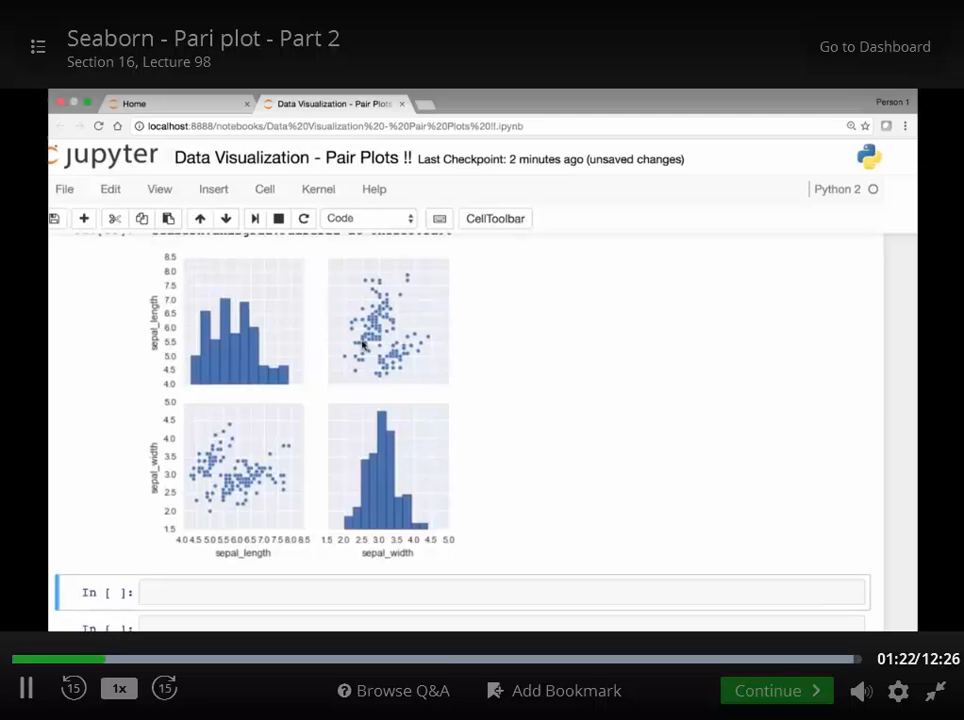 Seaborn - Pari plot - Part 2
Section 16, Lecture 98
Go to Dashboard
Home
Data Visualization - Pair Plots
Person 1
localhost:8888/notebooks/Data%20Visualization%20-%20Pair%20Plots%20!!.ipynb
jupyter Data Visualization - Pair Plots !! Last Checkpoint: 2 minutes ago (unsaved changes)
File Edit View Insert Cell Kernel Help Python 2
Code CellToolbar
8.5
8.0
7.5
7.0
6.5
6.0
5.5
5.0
4.5
4.0
sepal_length
5.0
4.5
4.0
3.5
3.0
2.5
2.0
1.5
sepal_width
4.0 4.5 5.0 5.5 6.0 6.5 7.0 7.5 8.0 8.5 1.5 2.0 2.5 3.0 3.5 4.0 4.5 5.0
sepal_length sepal_width
In [ ]:
In [ ]:
01:22/12:26
15 1x 15 Browse Q&A Add Bookmark Continue